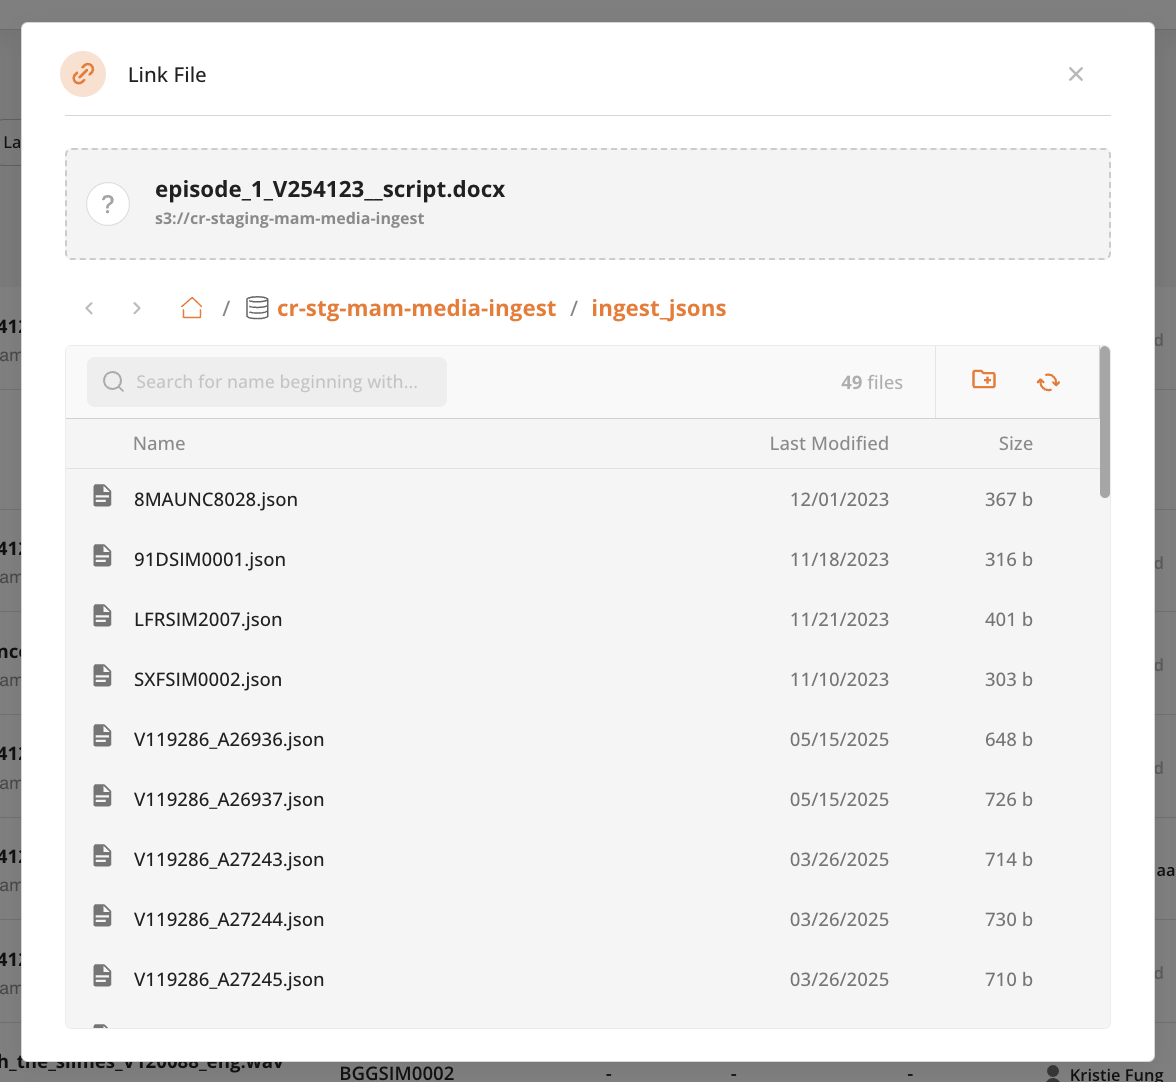 Link File
La
?
episode_1_V254123__script.docx
s3://cr-staging-mam-media-ingest
/ cr-stg-mam-media-ingest / ingest_jsons
Search for name beginning with...
49 files
Name Last Modified Size
8MAUNC8028.json 12/01/2023 367 b
91DSIM0001.json 11/18/2023 316 b
LFRSIM2007.json 11/21/2023 401 b
SXFSIM0002.json 11/10/2023 303 b
V119286_A26936.json 05/15/2025 648 b
V119286_A26937.json 05/15/2025 726 b
V119286_A27243.json 03/26/2025 714 b
V119286_A27244.json 03/26/2025 730 b
V119286_A27245.json 03/26/2025 710 b
BGGSIM0002 - - - Kristie Fung